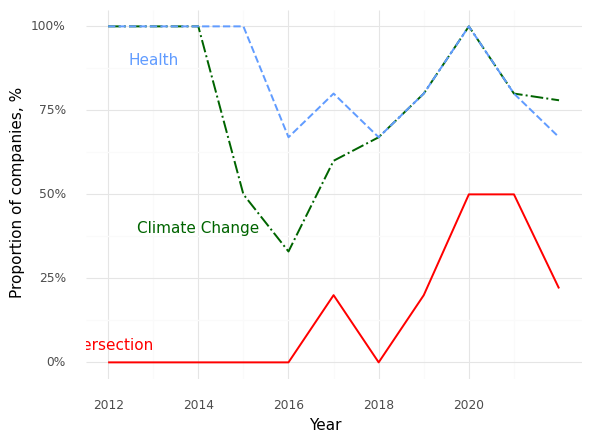 100%
Health
75%
Proportion of companies, %
50%
Climate Change
25%
ersection
0%
2012 2014 2016 2018 2020
Year